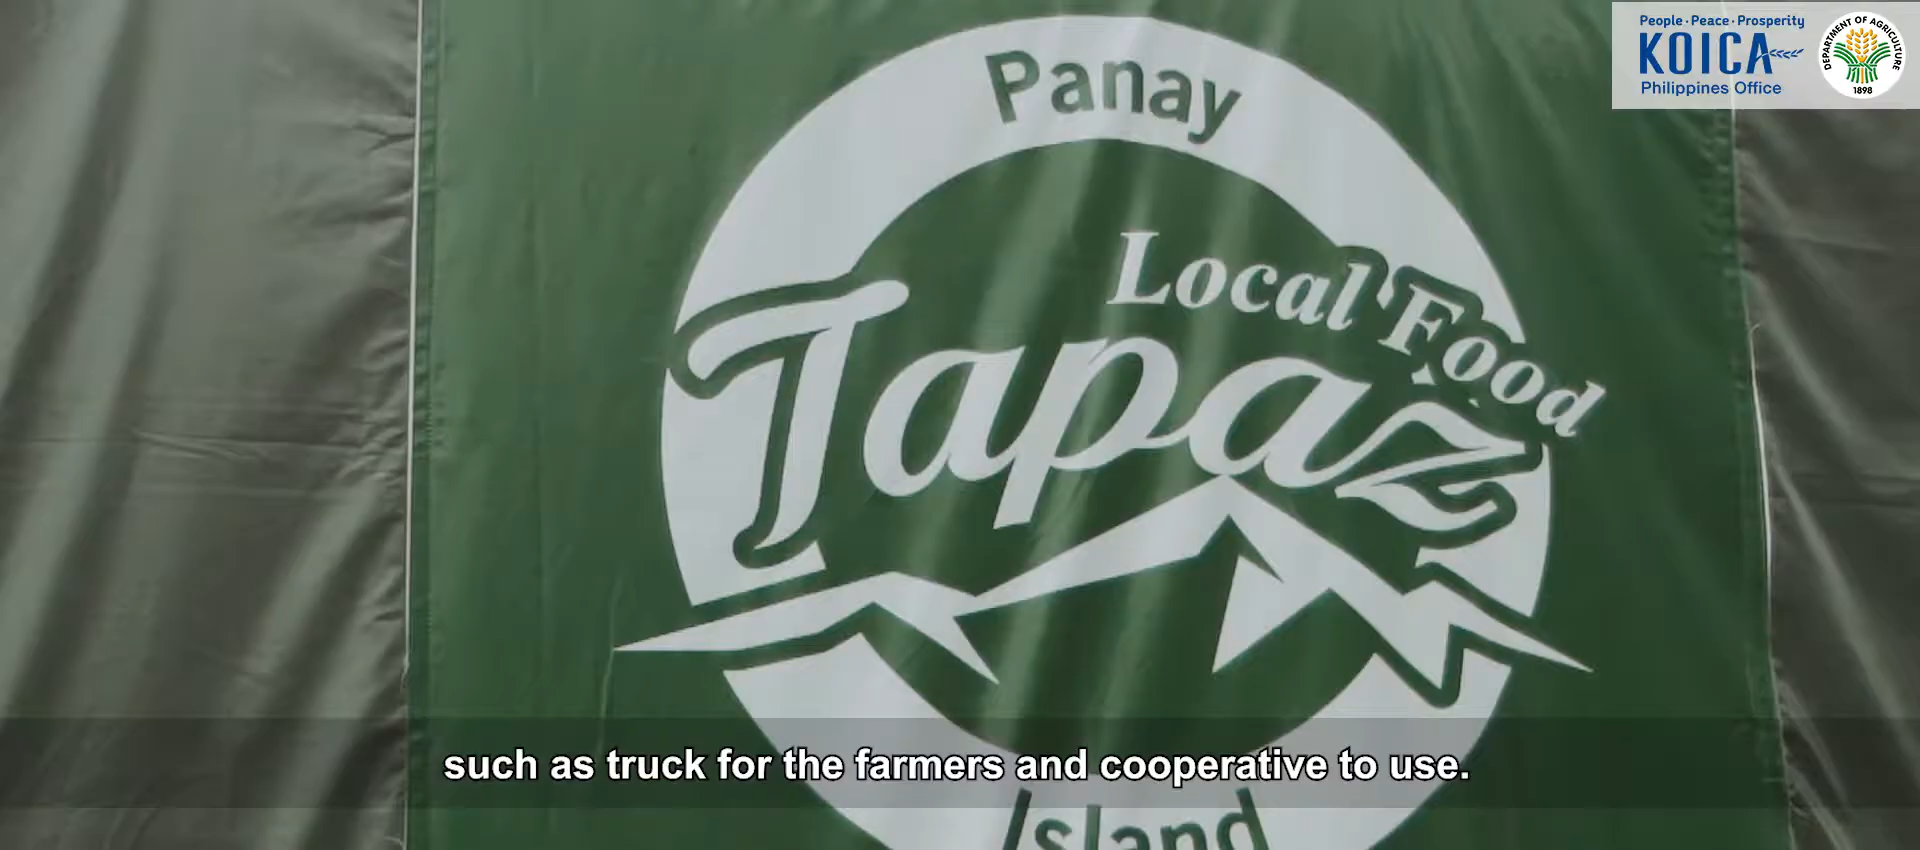 People · Peace · Prosperity
KOICA
Philippines Office
DEPARTMENT OF AGRICULTURE
1898
Panay
Local Food
Tapaz
such as truck for the farmers and cooperative to use.
Island